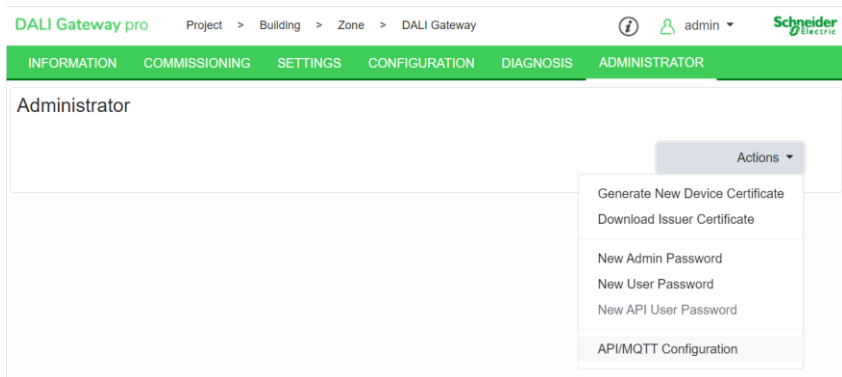 DALI Gateway pro Project > Building > Zone > DALI Gateway admin Schneider Electric
INFORMATION COMMISSIONING SETTINGS CONFIGURATION DIAGNOSIS ADMINISTRATOR
Administrator
Actions
Generate New Device Certificate
Download Issuer Certificate
New Admin Password
New User Password
New API User Password
API/MQTT Configuration